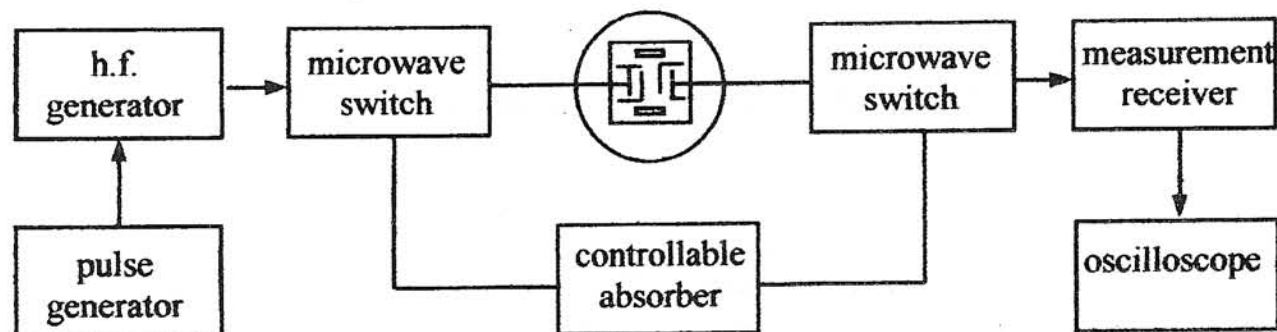 h.f.
generator
microwave
switch
microwave
switch
measurement
receiver
pulse
generator
controllable
absorber
oscilloscope